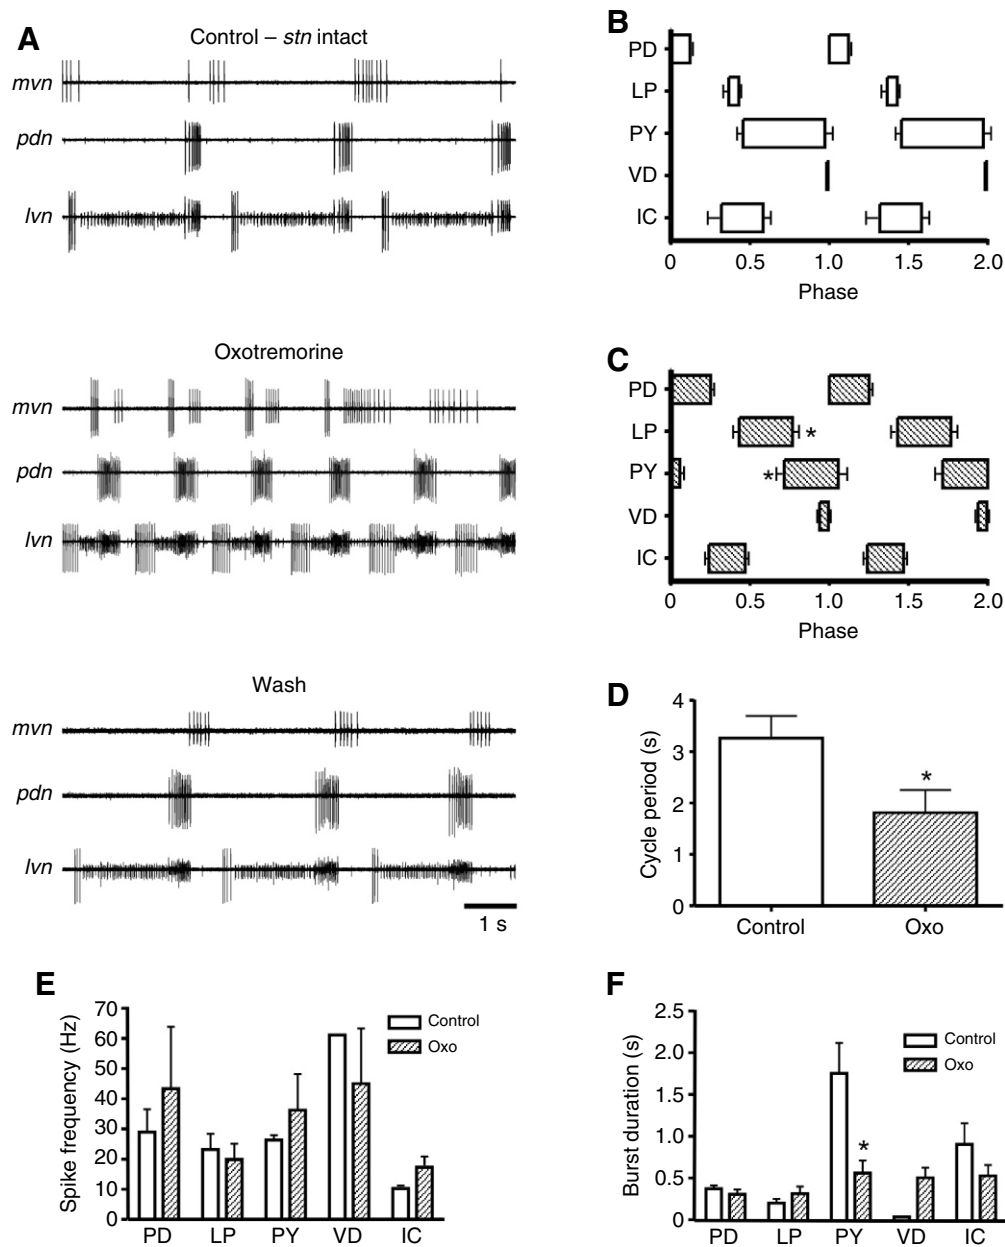 A
Control – stn intact
mvn
pdn
lvn
Oxotremorine
mvn
pdn
lvn
Wash
mvn
pdn
lvn
1 s
B
PD
LP
PY
VD
IC
0 0.5 1.0 1.5 2.0
Phase
C
PD
LP
*
PY
*
VD
IC
0 0.5 1.0 1.5 2.0
Phase
D
Cycle period (s)
4
3
2
1
0
*
Control Oxo
E
Spike frequency (Hz)
70
60
50
40
30
20
10
0
Control
Oxo
PD LP PY VD IC
F
Burst duration (s)
2.5
2.0
1.5
1.0
0.5
0
Control
Oxo
*
PD LP PY VD IC